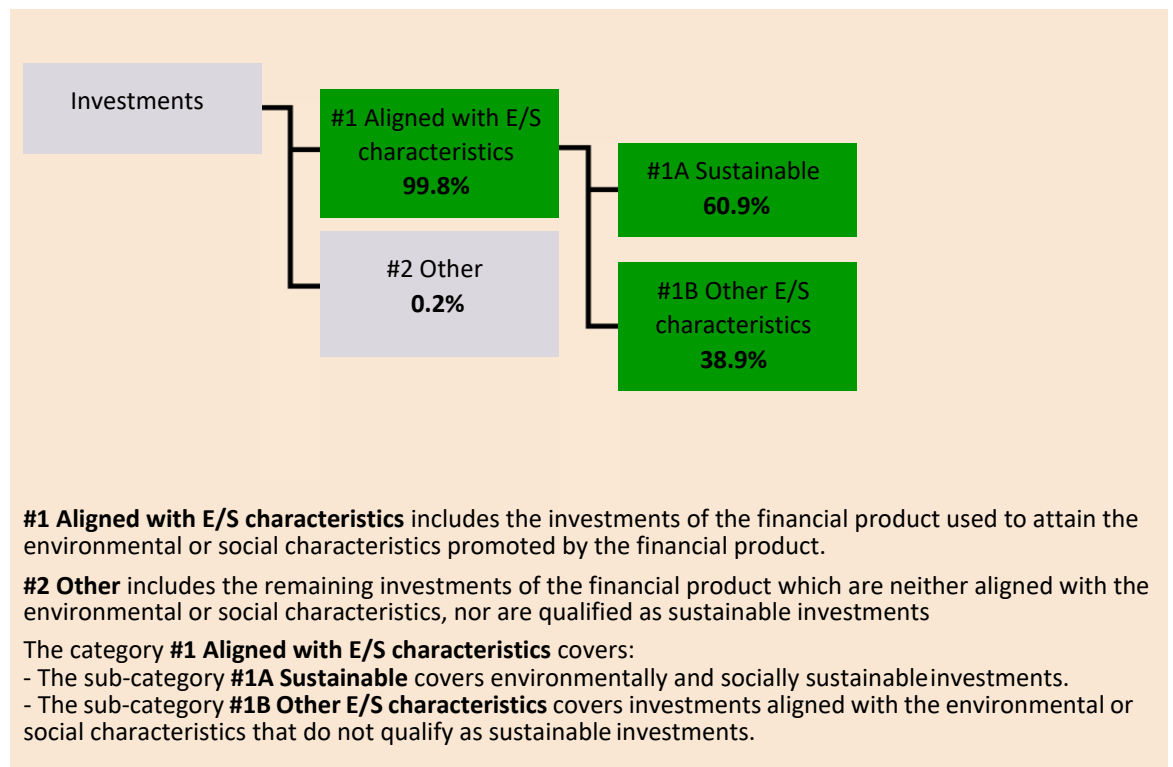 Investments
#1 Aligned with E/S
characteristics
99.8%
#2 Other
0.2%
#1A Sustainable
60.9%
#1B Other E/S
characteristics
38.9%
#1 Aligned with E/S characteristics includes the investments of the financial product used to attain the
environmental or social characteristics promoted by the financial product.
#2 Other includes the remaining investments of the financial product which are neither aligned with the
environmental or social characteristics, nor are qualified as sustainable investments
The category #1 Aligned with E/S characteristics covers:
- The sub-category #1A Sustainable covers environmentally and socially sustainable investments.
- The sub-category #1B Other E/S characteristics covers investments aligned with the environmental or
social characteristics that do not qualify as sustainable investments.